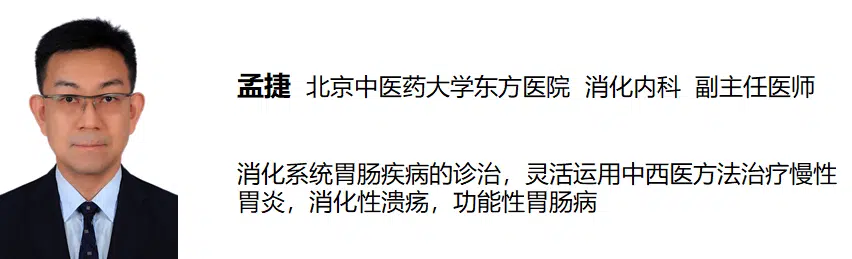 孟捷 北京中医药大学东方医院 消化内科 副主任医师
消化系统胃肠疾病的诊治，灵活运用中西医方法治疗慢性
胃炎，消化性溃疡，功能性胃肠病